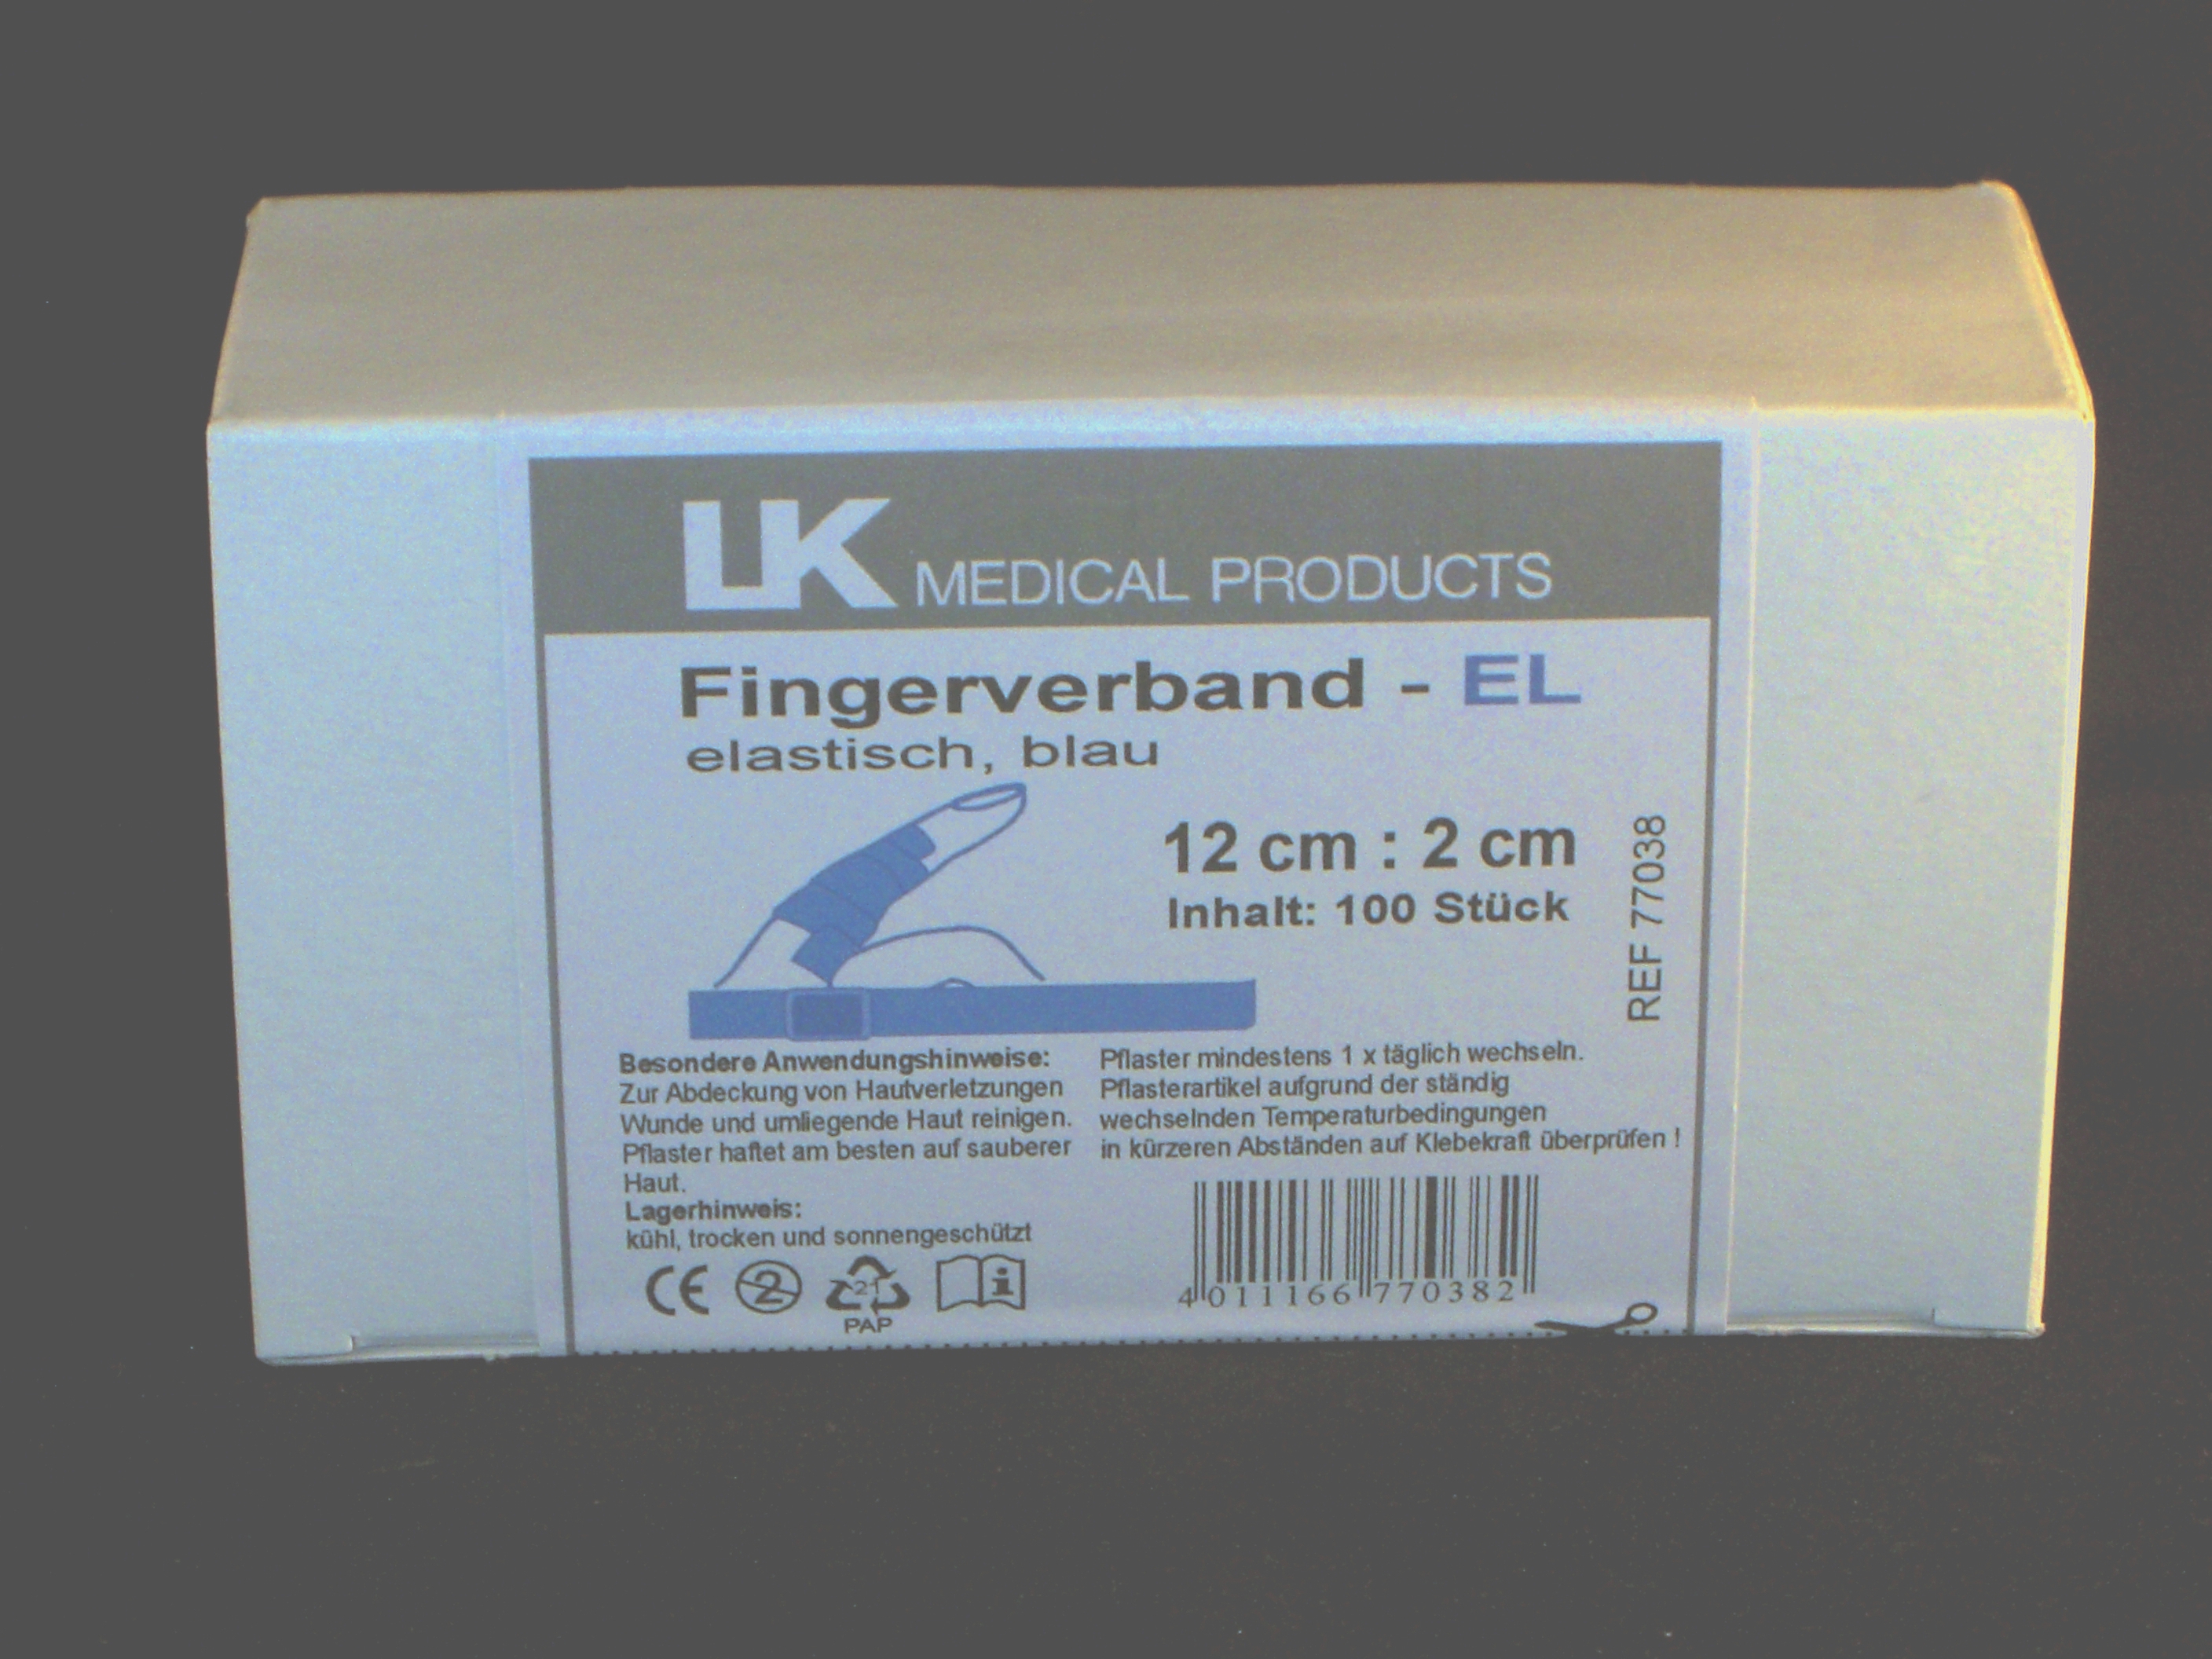 LK MEDICAL PRODUCTS
Fingerverband - EL
elastisch, blau
12 cm : 2 cm
Inhalt: 100 Stück
REF 77038
Besondere Anwendungshinweise:
Zur Abdeckung von Hautverletzungen
Wunde und umliegende Haut reinigen.
Pflaster haftet am besten auf sauberer
Haut.
Lagerhinweis:
kühl, trocken und sonnengeschützt
Pflaster mindestens 1 x täglich wechseln.
Pflasterartikel aufgrund der ständig
wechselnden Temperaturbedingungen
in kürzeren Abständen auf Klebekraft überprüfen !
CE 2 21 i
PAP
4 011166 770382